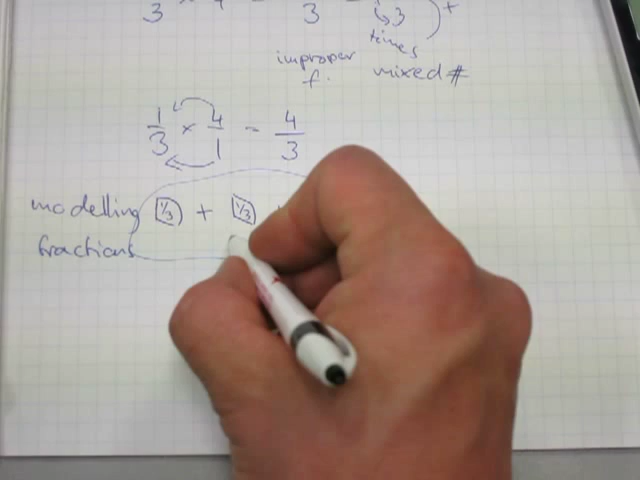 3 × 4 = 3 3
times
improper
f. mixed #
1/3 × 4/1 = 4/3
modelling 1/3 + 1/3
fractions